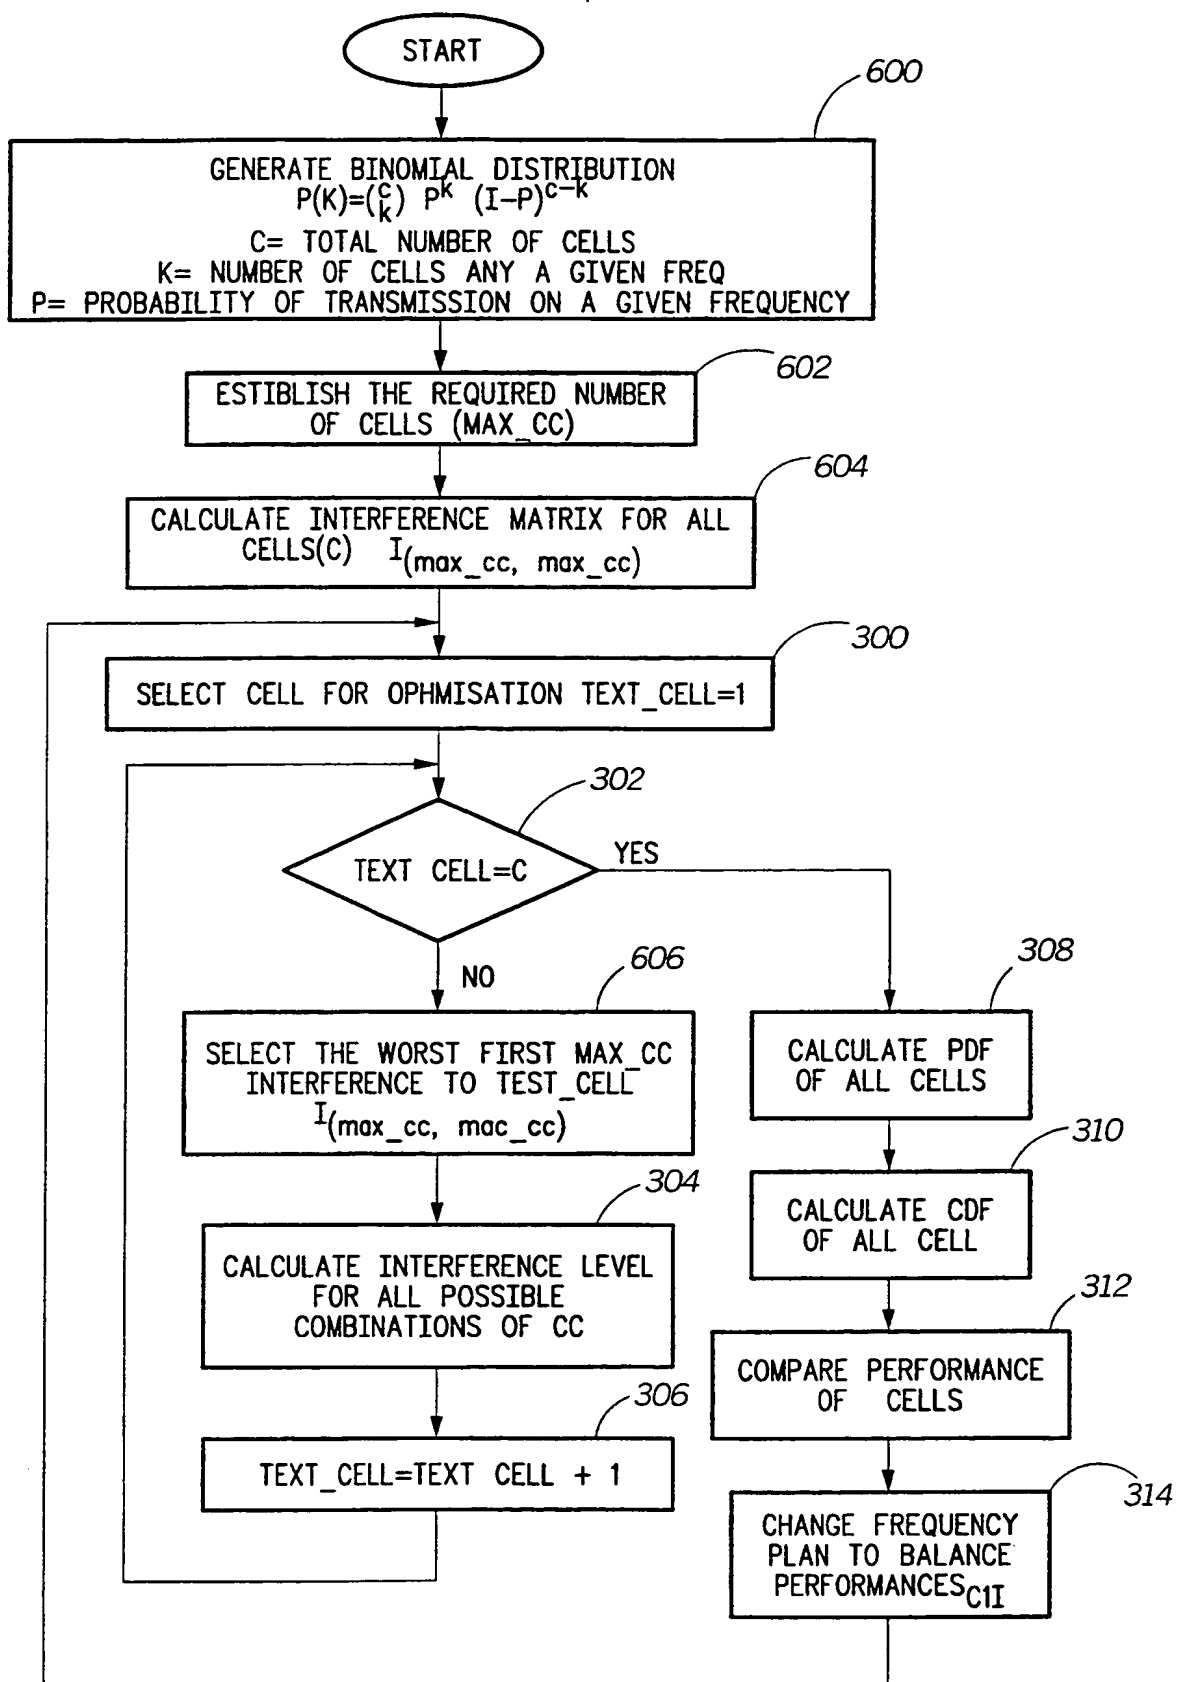 START
600
GENERATE BINOMIAL DISTRIBUTION
P(K)=(c k) P^k (I-P)^c-k
C= TOTAL NUMBER OF CELLS
K= NUMBER OF CELLS ANY A GIVEN FREQ
P= PROBABILITY OF TRANSMISSION ON A GIVEN FREQUENCY
602
ESTIBLISH THE REQUIRED NUMBER
OF CELLS (MAX_CC)
604
CALCULATE INTERFERENCE MATRIX FOR ALL
CELLS(C) I(max_cc, max_cc)
300
SELECT CELL FOR OPHMISATION TEXT_CELL=1
302
TEXT CELL=C
YES
NO
606
SELECT THE WORST FIRST MAX_CC
INTERFERENCE TO TEST_CELL
I(max_cc, mac_cc)
304
CALCULATE INTERFERENCE LEVEL
FOR ALL POSSIBLE
COMBINATIONS OF CC
306
TEXT_CELL=TEXT CELL + 1
308
CALCULATE PDF
OF ALL CELLS
310
CALCULATE CDF
OF ALL CELL
312
COMPARE PERFORMANCE
OF CELLS
314
CHANGE FREQUENCY
PLAN TO BALANCE
PERFORMANCES C1I